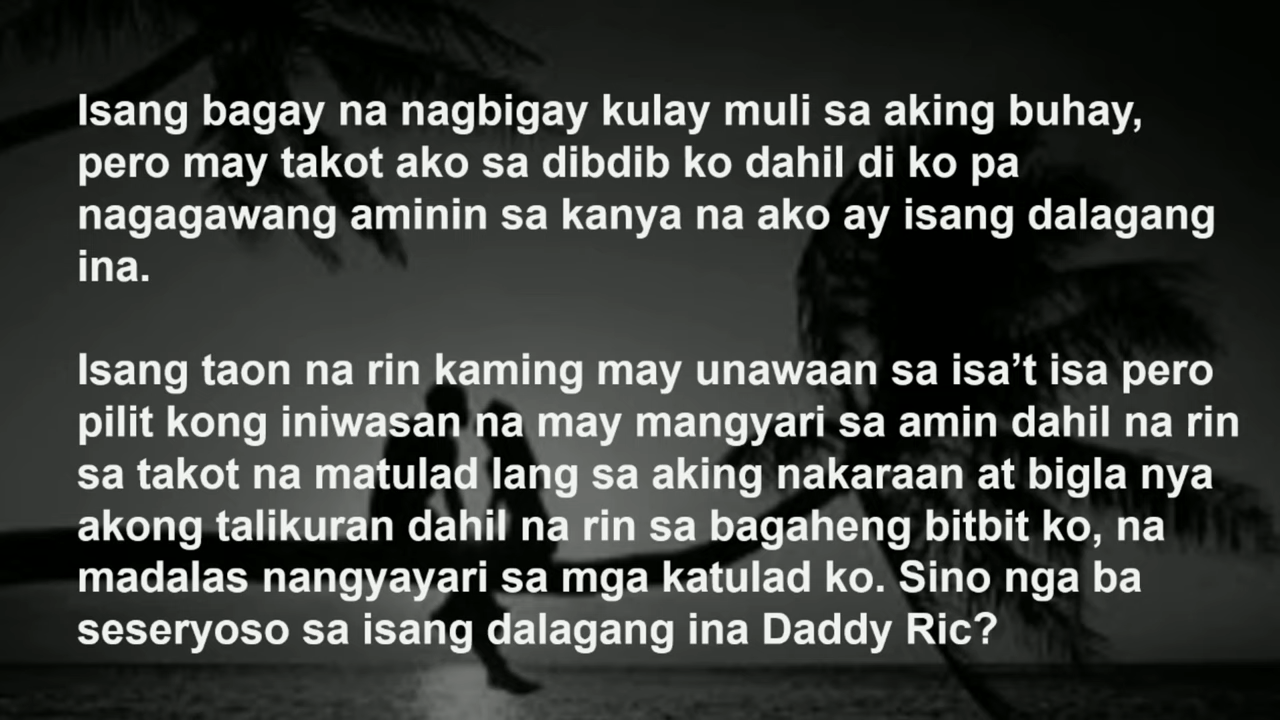 Isang bagay na nagbigay kulay muli sa aking buhay,
pero may takot ako sa dibdib ko dahil di ko pa
nagagawang aminin sa kanya na ako ay isang dalagang
ina.
Isang taon na rin kaming may unawaan sa isa’t isa pero
pilit kong iniwasan na may mangyari sa amin dahil na rin
sa takot na matulad lang sa aking nakaraan at bigla nya
akong talikuran dahil na rin sa bagaheng bitbit ko, na
madalas nangyayari sa mga katulad ko. Sino nga ba
seseryoso sa isang dalagang ina Daddy Ric?